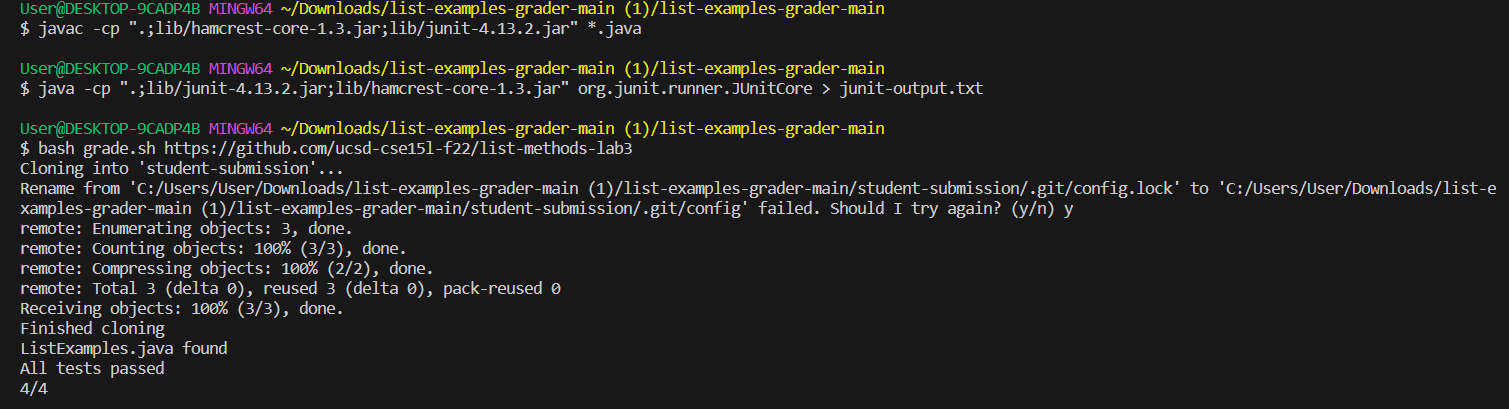 User@DESKTOP-9CADP4B MINGW64 ~/Downloads/list-examples-grader-main (1)/list-examples-grader-main
$ javac -cp ".;lib/hamcrest-core-1.3.jar;lib/junit-4.13.2.jar" *.java
User@DESKTOP-9CADP4B MINGW64 ~/Downloads/list-examples-grader-main (1)/list-examples-grader-main
$ java -cp ".;lib/junit-4.13.2.jar;lib/hamcrest-core-1.3.jar" org.junit.runner.JUnitCore > junit-output.txt
User@DESKTOP-9CADP4B MINGW64 ~/Downloads/list-examples-grader-main (1)/list-examples-grader-main
$ bash grade.sh https://github.com/ucsd-cse15l-f22/list-methods-lab3
Cloning into 'student-submission'...
Rename from 'C:/Users/User/Downloads/list-examples-grader-main (1)/list-examples-grader-main/student-submission/.git/config.lock' to 'C:/Users/User/Downloads/list-e
xamples-grader-main (1)/list-examples-grader-main/student-submission/.git/config' failed. Should I try again? (y/n) y
remote: Enumerating objects: 3, done.
remote: Counting objects: 100% (3/3), done.
remote: Compressing objects: 100% (2/2), done.
remote: Total 3 (delta 0), reused 3 (delta 0), pack-reused 0
Receiving objects: 100% (3/3), done.
Finished cloning
ListExamples.java found
All tests passed
4/4